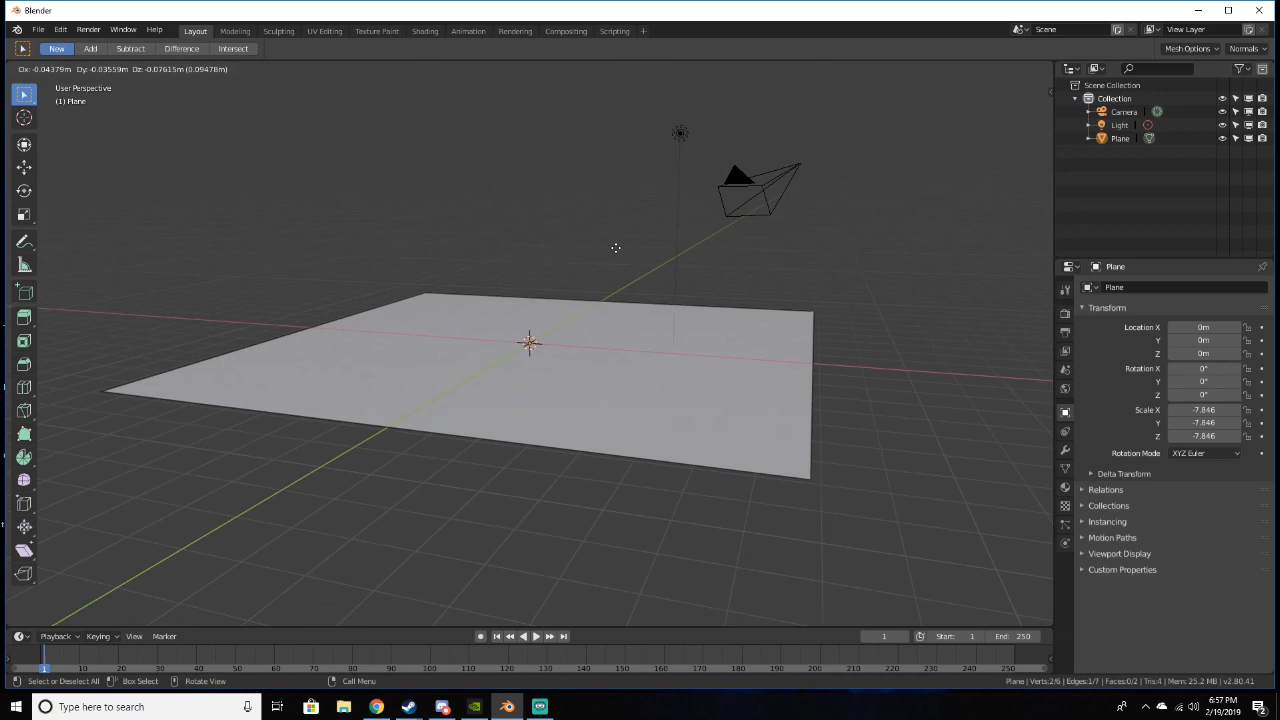 Blender
File Edit Render Window Help Layout Modeling Sculpting UV Editing Texture Paint Shading Animation Rendering Compositing Scripting + Scene View Layer
New Add Subtract Difference Intersect Mesh Options Normals
Dx: -0.04379m Dy: -0.03559m Dz: -0.07615m (0.09478m)
User Perspective
(1) Plane
Scene Collection
Collection
Camera
Light
Plane
Plane
Plane
Transform
Location X 0m
Y 0m
Z 0m
Rotation X 0°
Y 0°
Z 0°
Scale X -7.846
Y -7.846
Z -7.846
Rotation Mode XYZ Euler
Delta Transform
Relations
Collections
Instancing
Motion Paths
Viewport Display
Custom Properties
Playback Keying View Marker 1 Start: 1 End: 250
1 10 20 30 40 50 60 70 80 90 100 110 120 130 140 150 160 170 180 190 200 210 220 230 240 250
Select or Deselect All Box Select Rotate View Call Menu Plane | Verts:2/6 | Edges:1/7 | Faces:0/2 | Tris:4 | Mem: 25.2 MB | v2.80.41
Type here to search
6:57 PM
2/19/2019
2